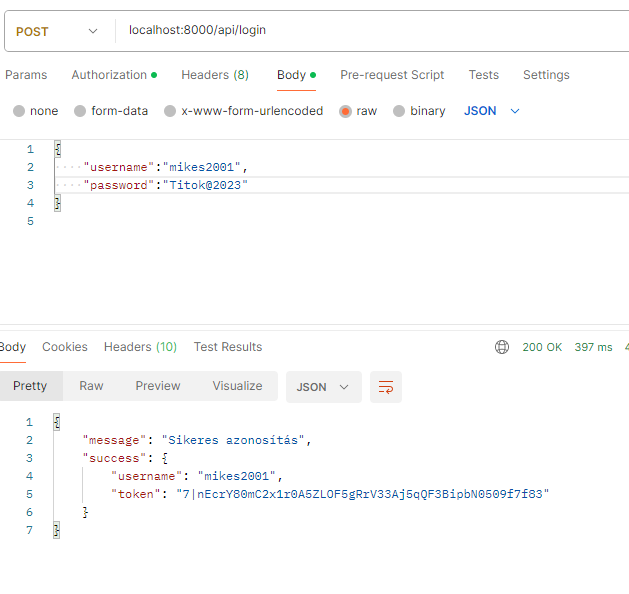 POST localhost:8000/api/login
Params Authorization Headers (8) Body Pre-request Script Tests Settings
none form-data x-www-form-urlencoded raw binary JSON
1 {
2 "username":"mikes2001",
3 "password":"Titok@2023"
4 }
5
Body Cookies Headers (10) Test Results 200 OK 397 ms
Pretty Raw Preview Visualize JSON
1 {
2 "message": "Sikeres azonosítás",
3 "success": {
4 "username": "mikes2001",
5 "token": "7|nEcrY80mC2x1r0A5ZLOF5gRrV33Aj5qQF3BipbN0509f7f83"
6 }
7 }